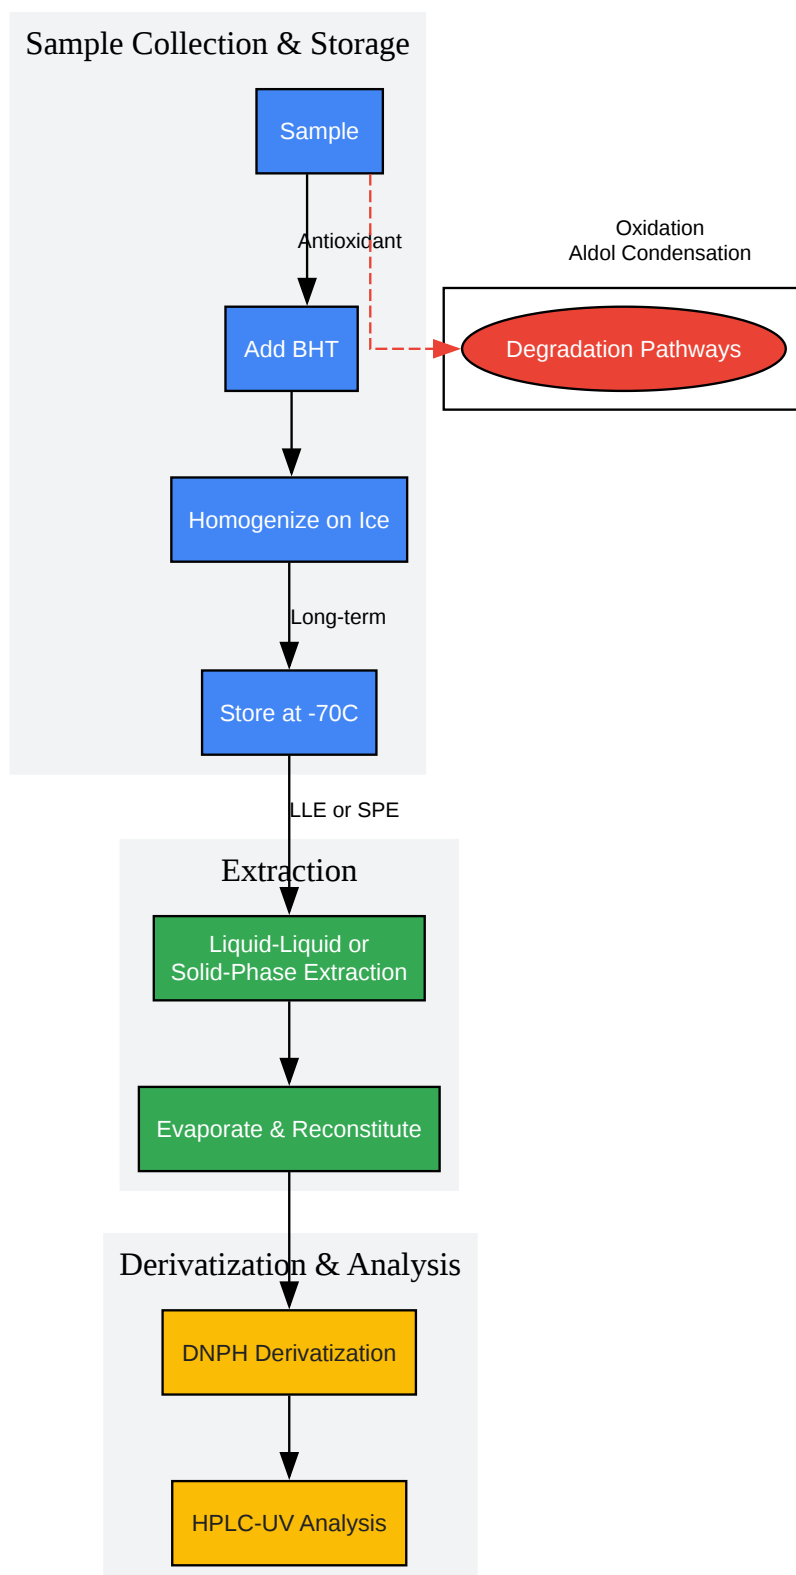 Sample Collection & Storage
Sample
Antioxidant
Oxidation
Aldol Condensation
Add BHT
Degradation Pathways
Homogenize on Ice
Long-term
Store at -70C
LLE or SPE
Extraction
Liquid-Liquid or
Solid-Phase Extraction
Evaporate & Reconstitute
Derivatization & Analysis
DNPH Derivatization
HPLC-UV Analysis